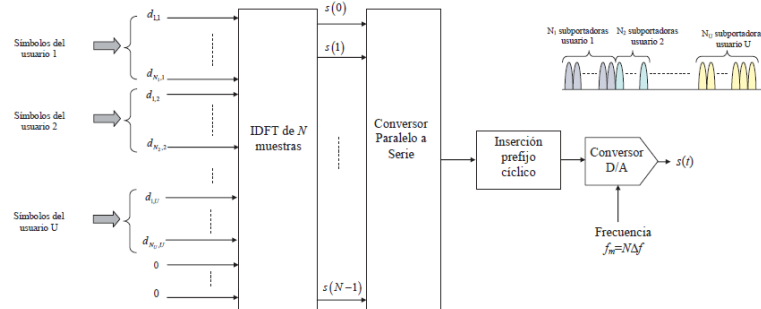 Símbolos del
usuario 1
d1,1
dN1,1
Símbolos del
usuario 2
d1,2
dN2,2
Símbolos del
usuario U
d1,U
dNU,U
0
0
IDFT de N
muestras
s(0)
s(1)
s(N−1)
Conversor
Paralelo a
Serie
Inserción
prefijo
cíclico
Conversor
D/A
s(t)
Frecuencia
fm=NΔf
N1 subportadoras
usuario 1
N2 subportadoras
usuario 2
NU subportadoras
usuario U